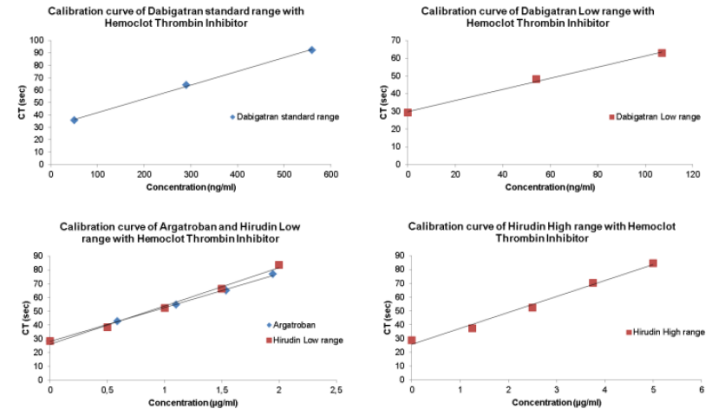 Calibration curve of Dabigatran standard range with
Hemoclot Thrombin Inhibitor
100
90
80
70
60
50
40
30
20
10
0
CT (sec)
Dabigatran standard range
0 100 200 300 400 500 600
Concentration (ng/ml)
Calibration curve of Dabigatran Low range with
Hemoclot Thrombin Inhibitor
70
60
50
40
30
20
10
0
CT (sec)
Dabigatran Low range
0 20 40 60 80 100 120
Concentration (ng/ml)
Calibration curve of Argatroban and Hirudin Low
range with Hemoclot Thrombin Inhibitor
90
80
70
60
50
40
30
20
10
0
CT (sec)
Argatroban
Hirudin Low range
0 0,5 1 1,5 2 2,5
Concentration (µg/ml)
Calibration curve of Hirudin High range with Hemoclot
Thrombin Inhibitor
90
80
70
60
50
40
30
20
10
0
CT (sec)
Hirudin High range
0 1 2 3 4 5 6
Concentration (µg/ml)